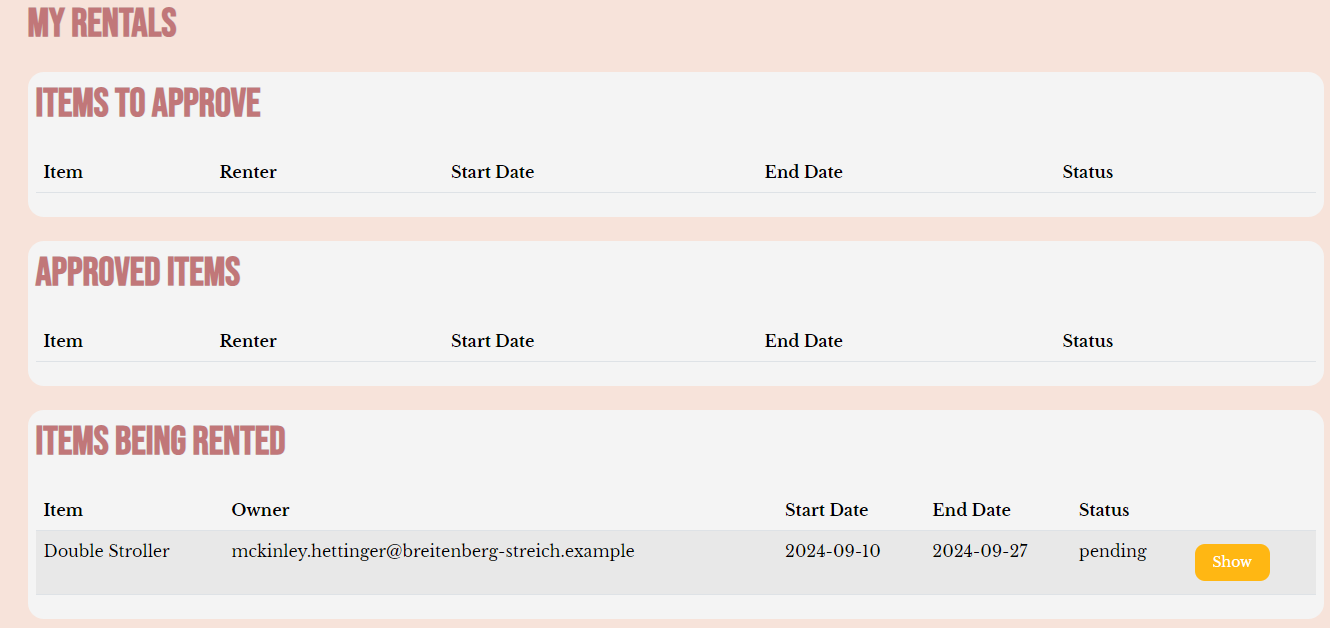 MY RENTALS
ITEMS TO APPROVE
Item Renter Start Date End Date Status
APPROVED ITEMS
Item Renter Start Date End Date Status
ITEMS BEING RENTED
Item Owner Start Date End Date Status
Double Stroller mckinley.hettinger@breitenberg-streich.example 2024-09-10 2024-09-27 pending Show